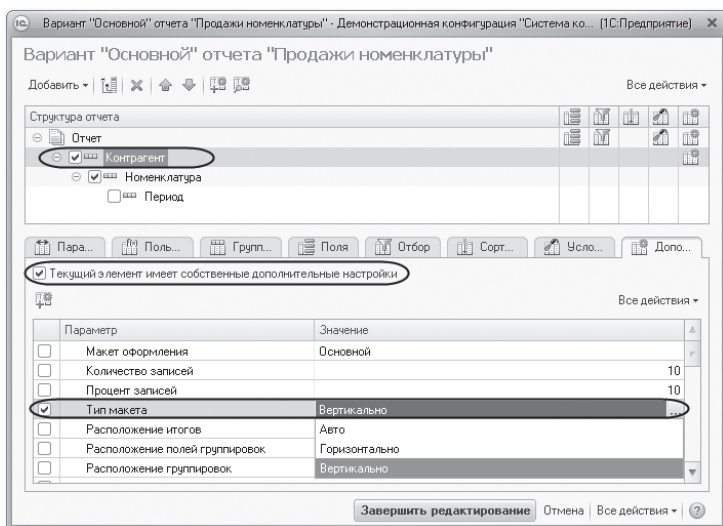 Вариант "Основной" отчета "Продажи номенклатуры" - Демонстрационная конфигурация "Система ко... (1С:Предприятие)
Вариант "Основной" отчета "Продажи номенклатуры"
Добавить Все действия
Структура отчета
Отчет
Контрагент
Номенклатура
Период
Пара... Поль... Групп... Поля Отбор Сорт... Усло... Допо...
Текущий элемент имеет собственные дополнительные настройки
Все действия
Параметр Значение
Макет оформления Основной
Количество записей 10
Процент записей 10
Тип макета Вертикально ...
Расположение итогов Авто
Расположение полей группировок Горизонтально
Расположение группировок Вертикально
Завершить редактирование Отмена Все действия ?